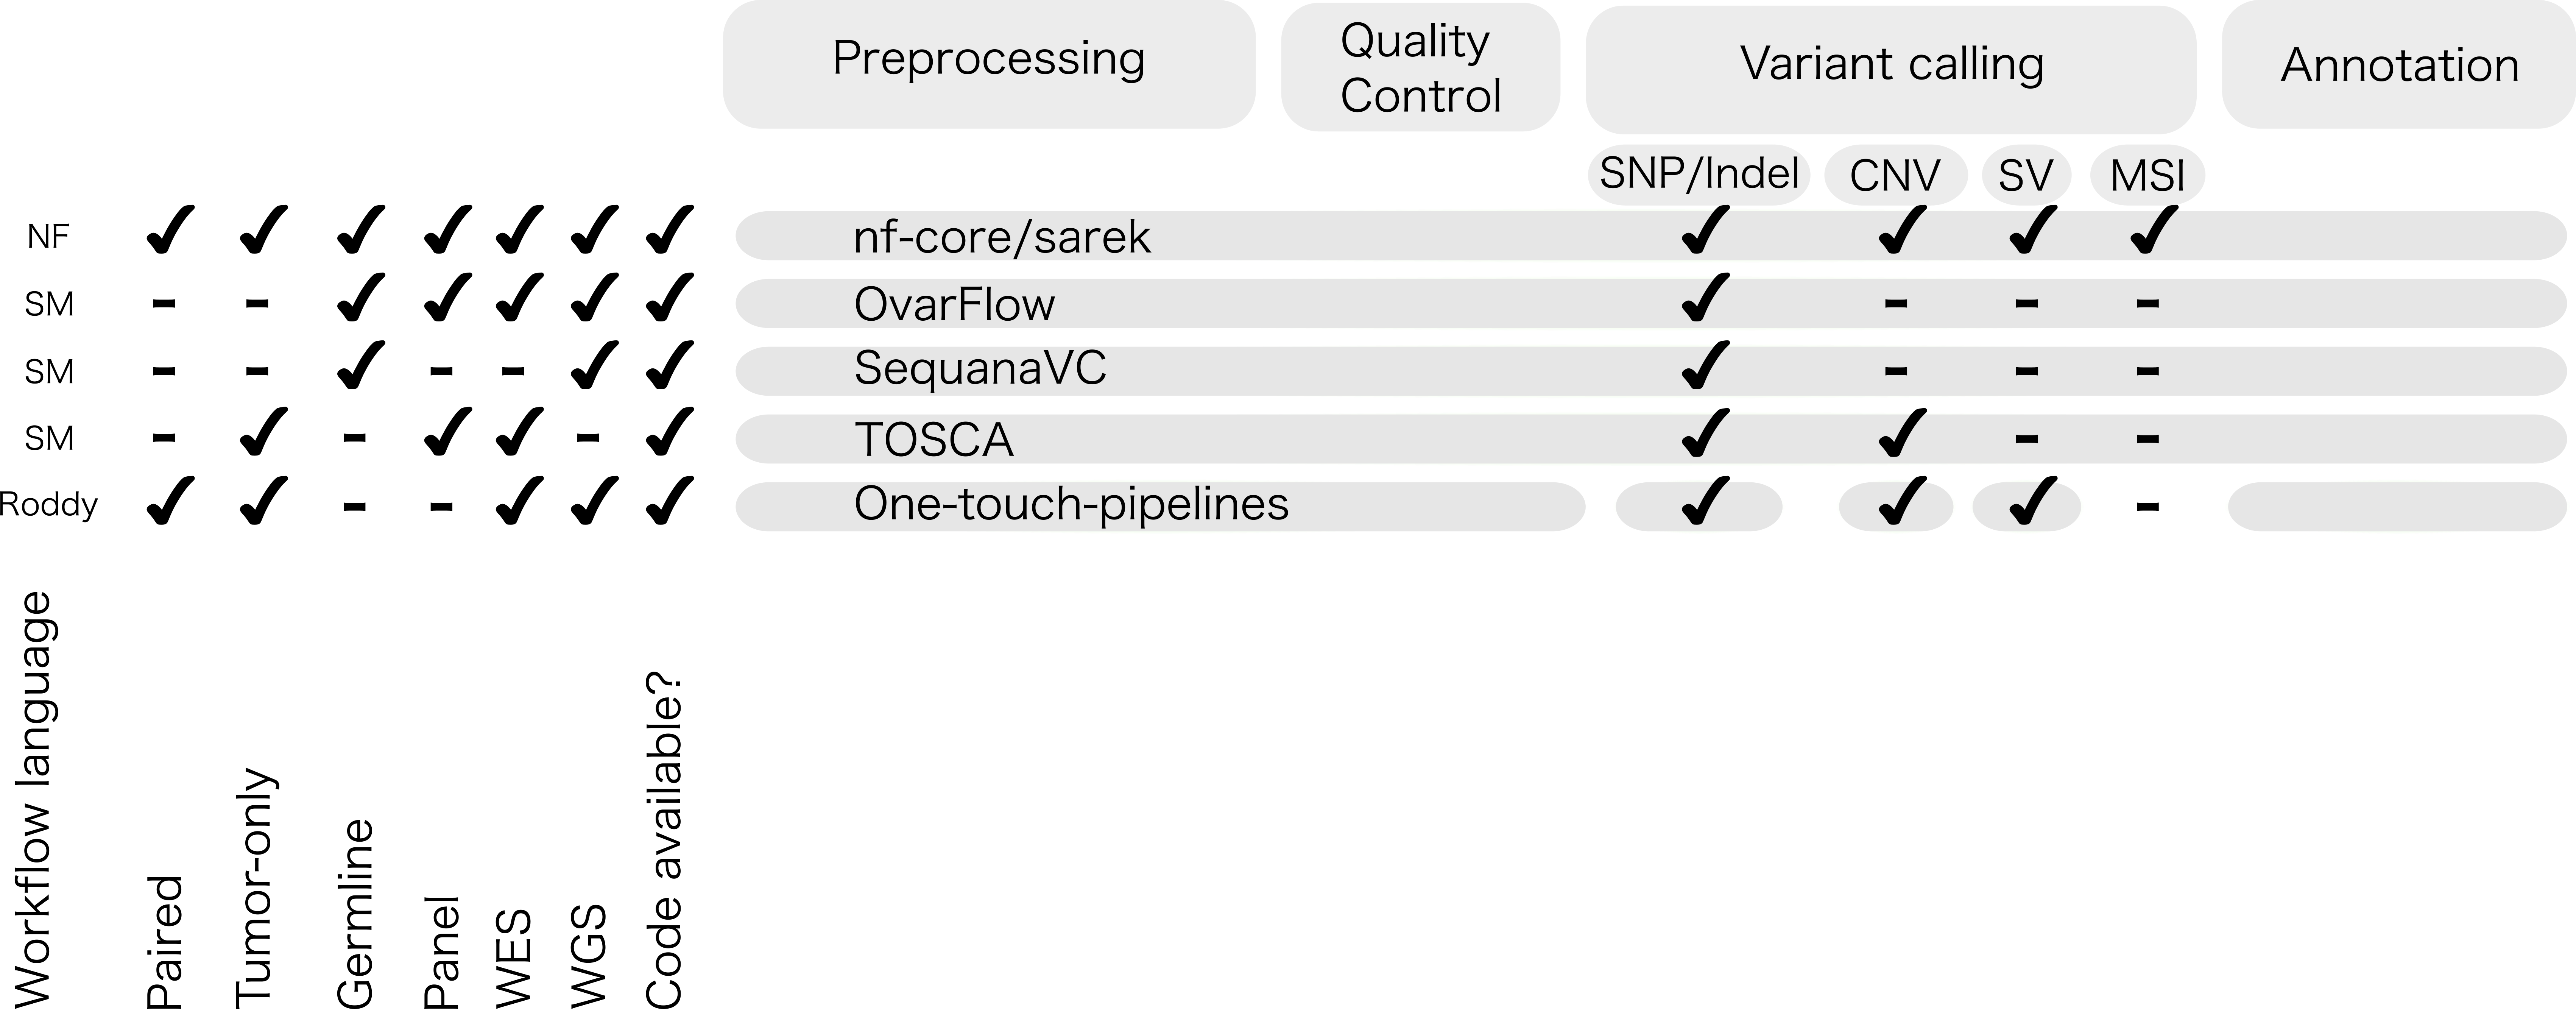 Preprocessing
Quality
Control
Variant calling
Annotation
SNP/Indel
CNV
SV
MSI
NF
nf-core/sarek
SM
OvarFlow
SM
SequanaVC
SM
TOSCA
Roddy
One-touch-pipelines
Workflow language
Paired
Tumor-only
Germline
Panel
WES
WGS
Code available?